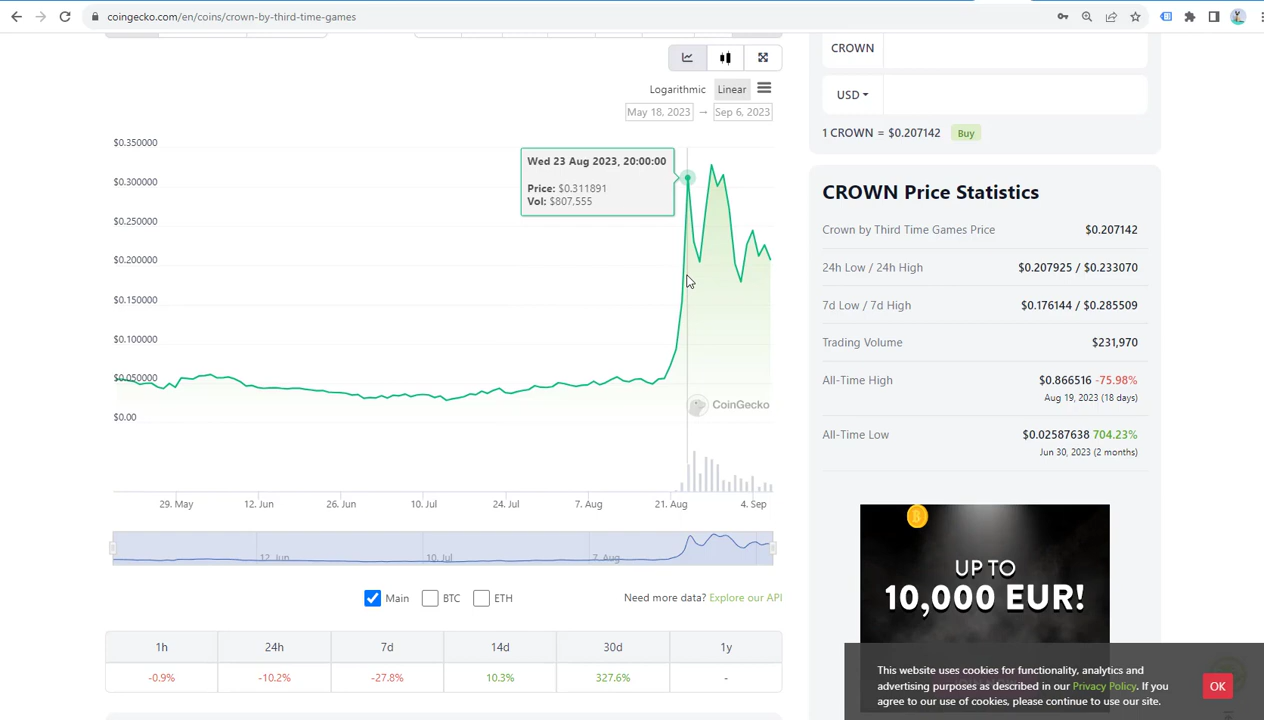 coingecko.com/en/coins/crown-by-third-time-games
CROWN
Logarithmic Linear
USD
May 18, 2023 → Sep 6, 2023
1 CROWN = $0.207142 Buy
$0.350000
$0.300000
$0.250000
$0.200000
$0.150000
$0.100000
$0.050000
$0.00
Wed 23 Aug 2023, 20:00:00
Price: $0.311891
Vol: $807,555
CoinGecko
29. May 12. Jun 26. Jun 10. Jul 24. Jul 7. Aug 21. Aug 4. Sep
12. Jun 10. Jul 7. Aug
Main BTC ETH
Need more data? Explore our API
1h 24h 7d 14d 30d 1y
-0.9% -10.2% -27.8% 10.3% 327.6% -
CROWN Price Statistics
Crown by Third Time Games Price $0.207142
24h Low / 24h High $0.207925 / $0.233070
7d Low / 7d High $0.176144 / $0.285509
Trading Volume $231,970
All-Time High $0.866516 -75.98%
Aug 19, 2023 (18 days)
All-Time Low $0.02587638 704.23%
Jun 30, 2023 (2 months)
UP TO
10,000 EUR!
This website uses cookies for functionality, analytics and
advertising purposes as described in our Privacy Policy. If you
agree to our use of cookies, please continue to use our site.
OK